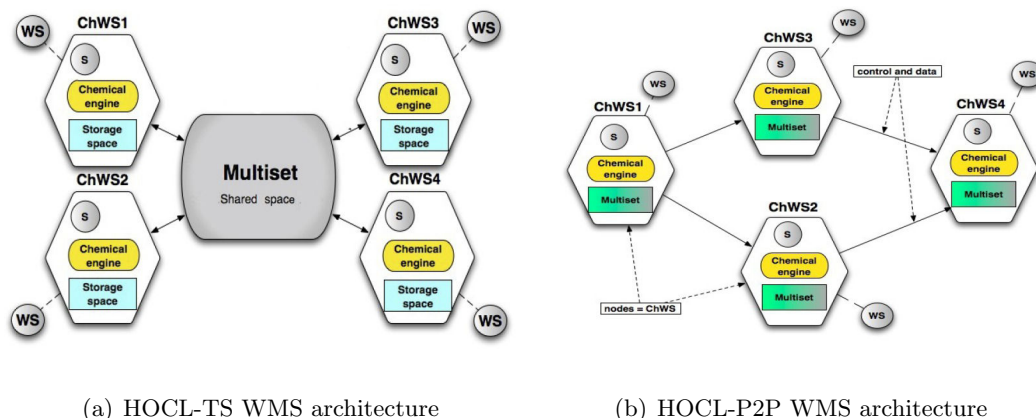 ChWS1
WS
S
Chemical
engine
Storage
space
ChWS3
WS
S
Chemical
engine
Storage
space
Multiset
Shared space
ChWS2
S
Chemical
engine
Storage
space
WS
ChWS4
S
Chemical
engine
Storage
space
WS
(a) HOCL-TS WMS architecture
ChWS3
WS
S
Chemical
engine
Multiset
control and data
ChWS1
WS
S
Chemical
engine
Multiset
ChWS4
WS
S
Chemical
engine
Multiset
ChWS2
S
Chemical
engine
Multiset
WS
nodes = ChWS
(b) HOCL-P2P WMS architecture